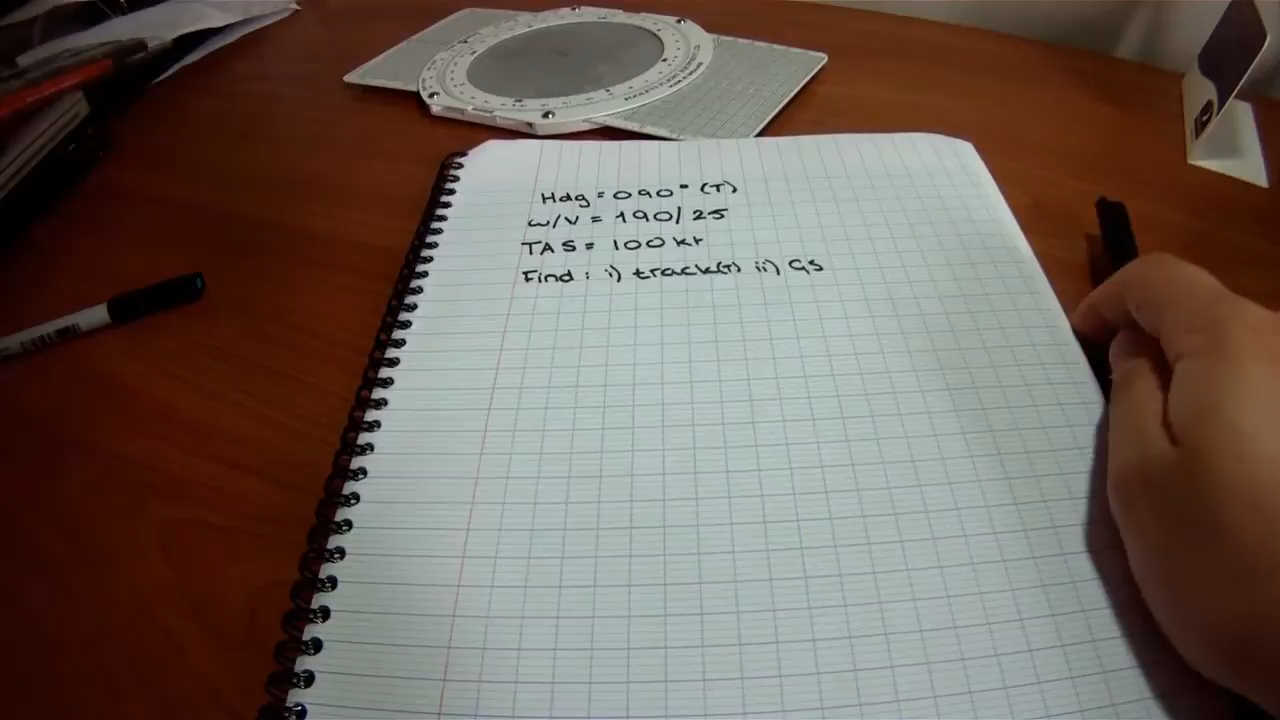 Hdg = 090° (T)
W/V = 190/25
TAS = 100 kt
Find: i) track(T) ii) GS